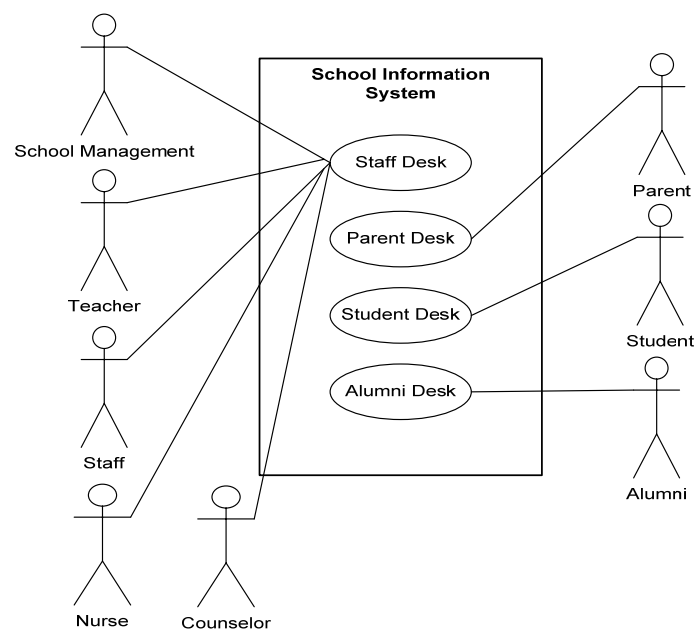 School Information
System
School Management
Staff Desk
Parent
Parent Desk
Teacher
Student Desk
Student
Alumni Desk
Staff
Alumni
Nurse
Counselor